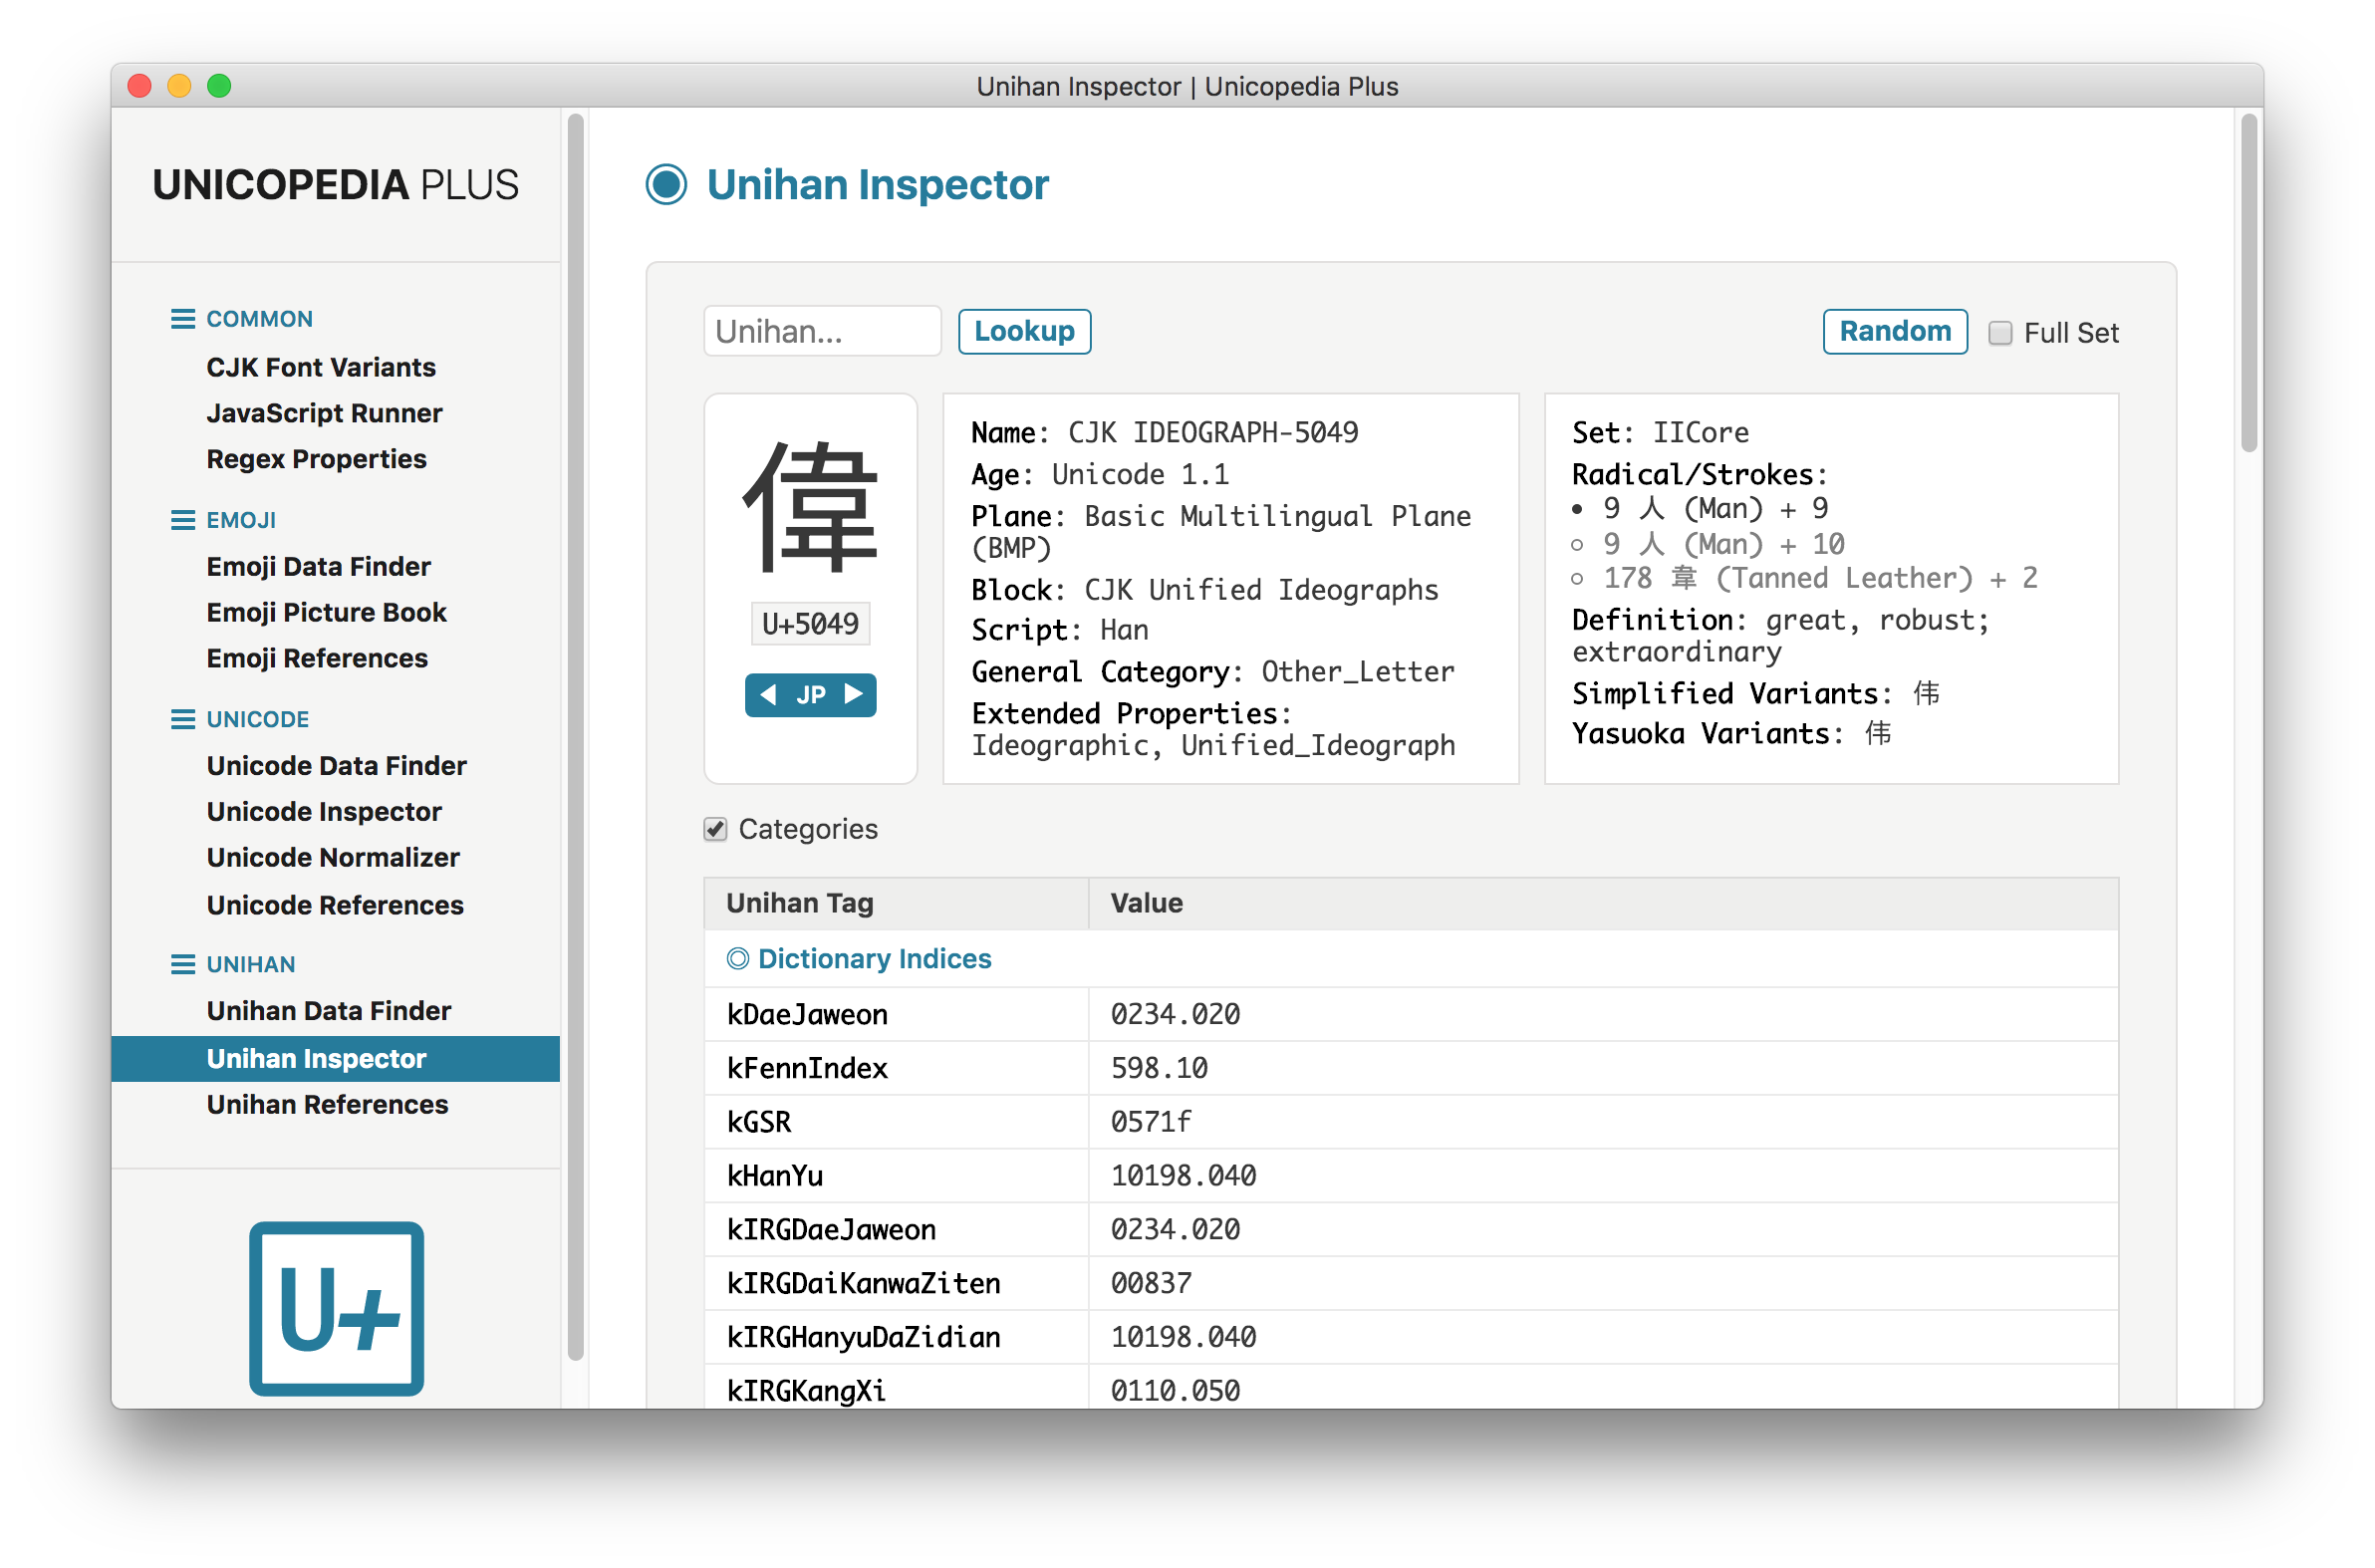 Unihan Inspector | Unicopedia Plus
UNICOPEDIA PLUS
COMMON
CJK Font Variants
JavaScript Runner
Regex Properties
EMOJI
Emoji Data Finder
Emoji Picture Book
Emoji References
UNICODE
Unicode Data Finder
Unicode Inspector
Unicode Normalizer
Unicode References
UNIHAN
Unihan Data Finder
Unihan Inspector
Unihan References
U+
Unihan Inspector
Unihan...
Lookup
Random
Full Set
偉
U+5049
JP
Name: CJK IDEOGRAPH-5049
Age: Unicode 1.1
Plane: Basic Multilingual Plane
(BMP)
Block: CJK Unified Ideographs
Script: Han
General Category: Other_Letter
Extended Properties:
Ideographic, Unified_Ideograph
Set: IICore
Radical/Strokes:
• 9 人 (Man) + 9
◦ 9 人 (Man) + 10
◦ 178 韋 (Tanned Leather) + 2
Definition: great, robust;
extraordinary
Simplified Variants: 伟
Yasuoka Variants: 伟
Categories
Unihan Tag Value
◎ Dictionary Indices
kDaeJaweon 0234.020
kFennIndex 598.10
kGSR 0571f
kHanYu 10198.040
kIRGDaeJaweon 0234.020
kIRGDaiKanwaZiten 00837
kIRGHanyuDaZidian 10198.040
kIRGKangXi 0110.050